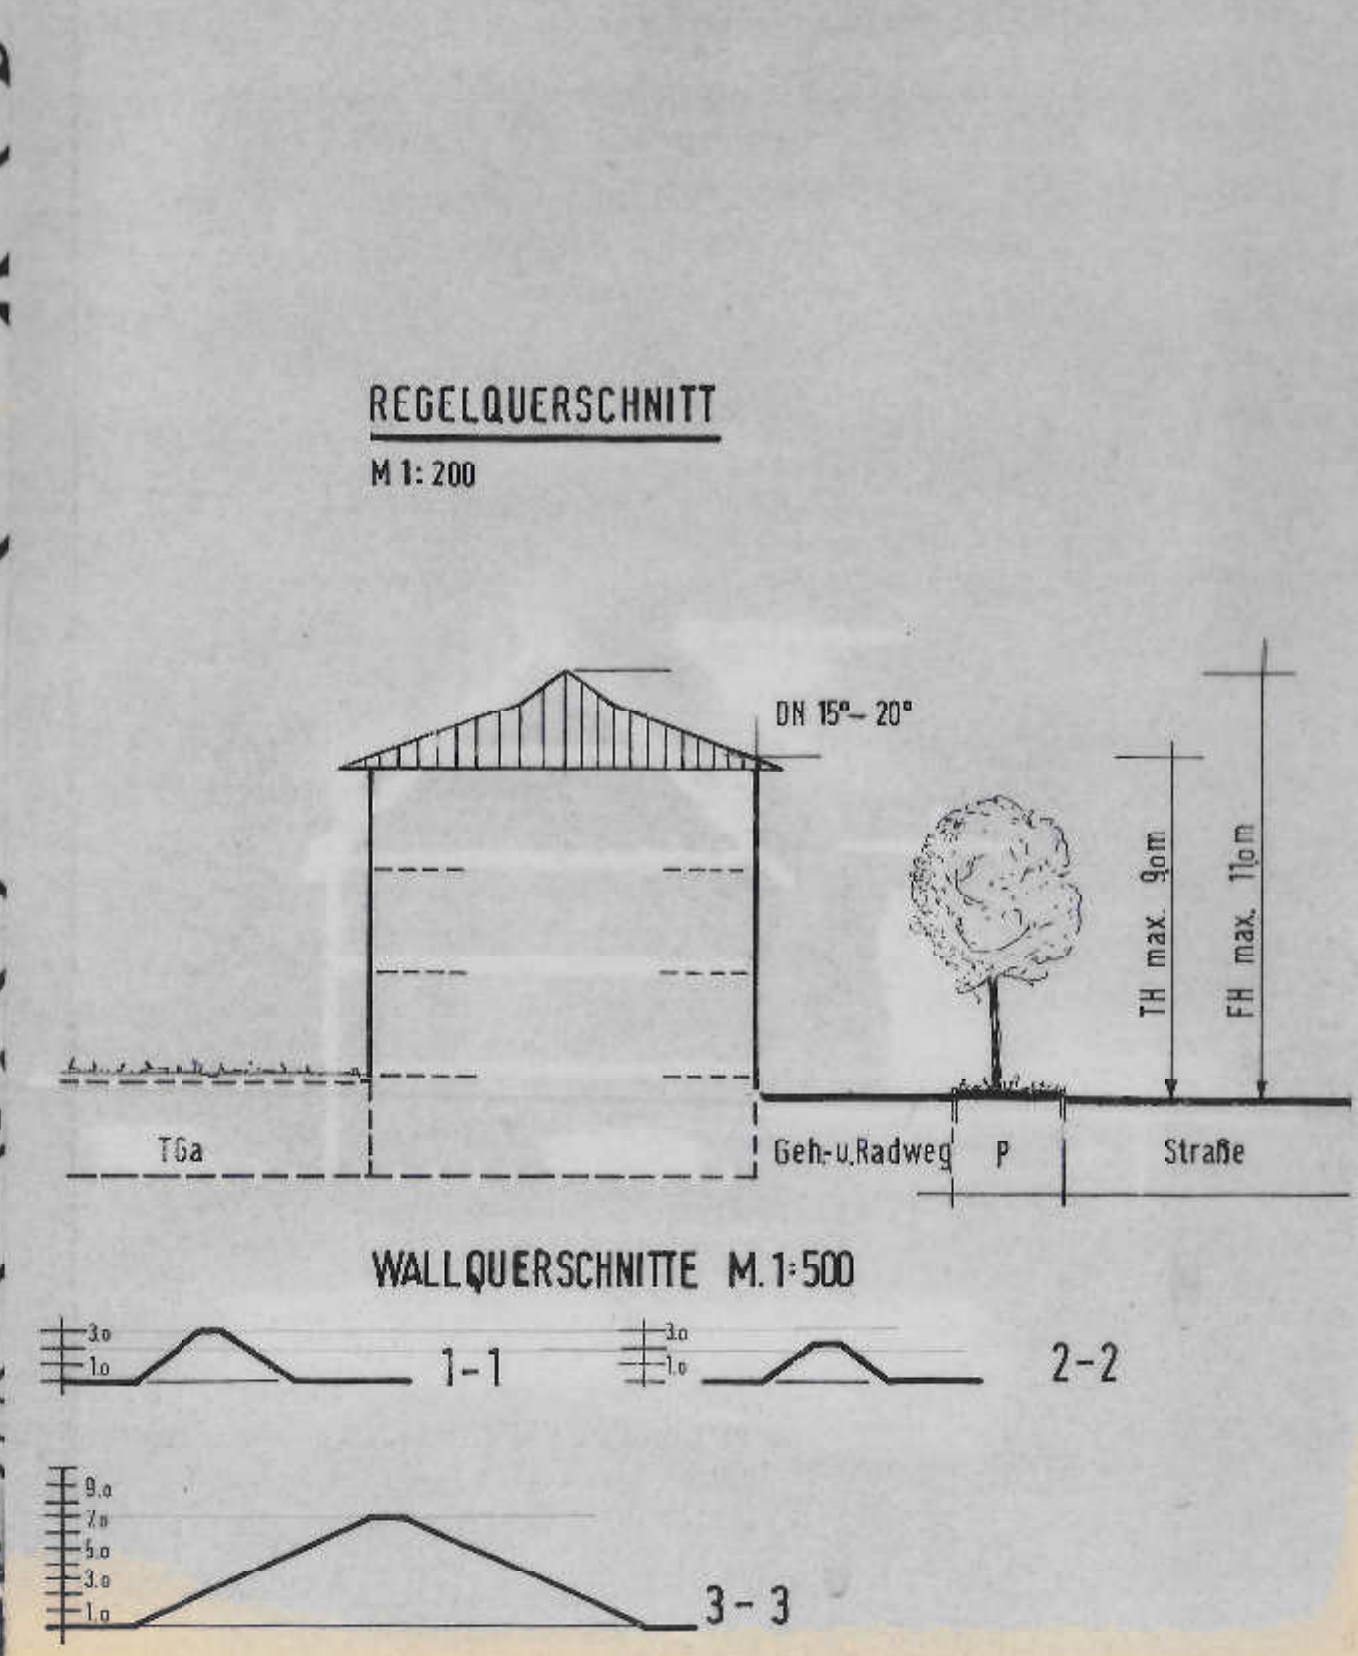 REGELQUERSCHNITT
M 1: 200
DN 15°- 20°
TH max. 9,0m
FH max. 11,0m
TGa
Geh- u. Radweg
P
Straße
WALLQUERSCHNITTE M. 1:500
3.0
1.0
1-1
3.0
1.0
2-2
9.0
7.0
5.0
3.0
1.0
3-3